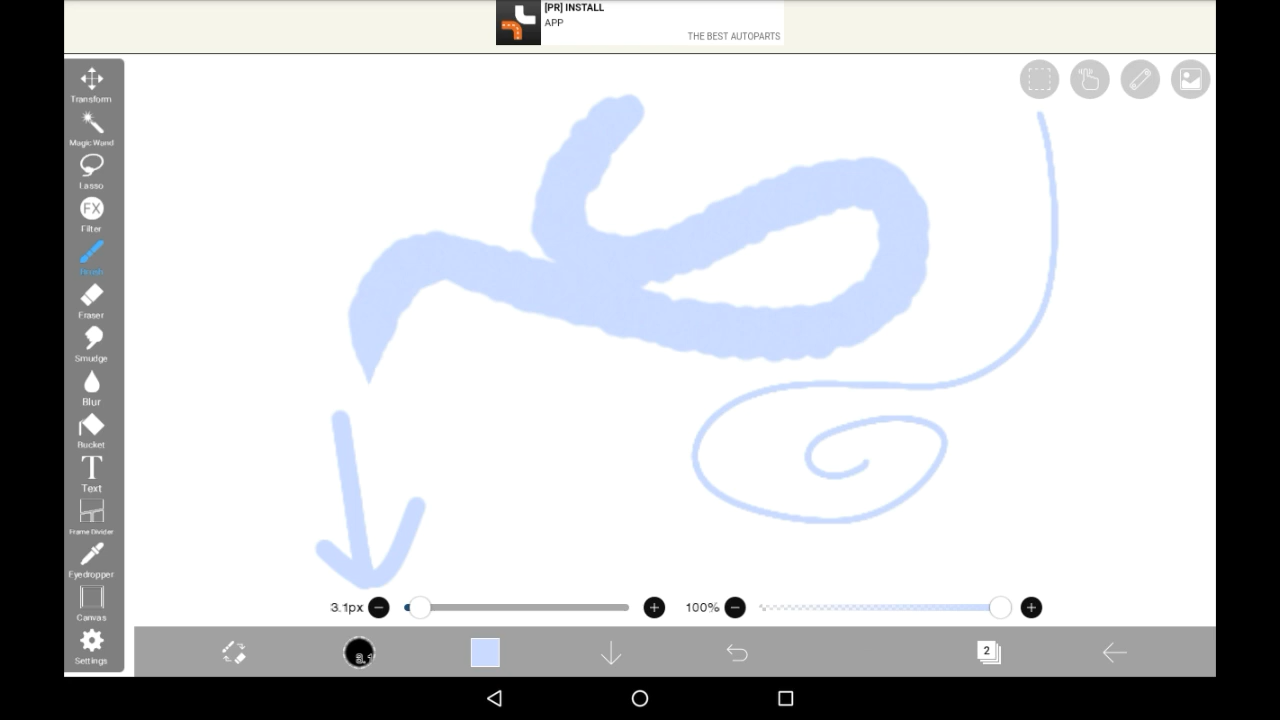 [PR] INSTALL
APP
THE BEST AUTOPARTS
Transform
Magic Wand
Lasso
FX
Filter
Eraser
Smudge
Blur
Bucket
T
Text
Frame Divider
Eyedropper
Canvas
Settings
3.1px
100%
2